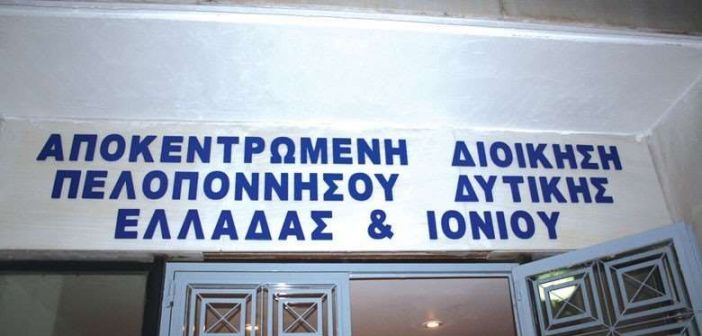 ΑΠΟΚΕΝΤΡΩΜΕΝΗ ΔΙΟΙΚΗΣΗ
ΠΕΛΟΠΟΝΝΗΣΟΥ ΔΥΤΙΚΗΣ
ΕΛΛΑΔΑΣ & ΙΟΝΙΟΥ